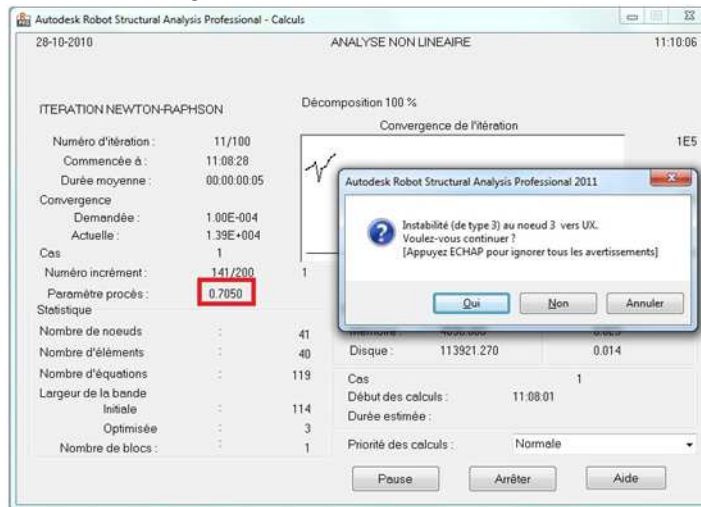 Autodesk Robot Structural Analysis Professional - Calculs
28-10-2010 ANALYSE NON LINEAIRE 11:10:06
ITERATION NEWTON-RAPHSON
Décomposition 100 %
Convergence de l'itération
Numéro d'itération : 11/100
1E5
Commencée à : 11:08:28
Durée moyenne : 00:00:00:05
Convergence
Demandée : 1.00E-004
Actuelle : 1.39E+004
Cas 1
Numéro incrément : 141/200
1
Paramètre procès : 0.7050
Autodesk Robot Structural Analysis Professional 2011
Instabilité (de type 3) au noeud 3 vers UX.
Voulez-vous continuer ?
[Appuyez ECHAP pour ignorer tous les avertissements]
Oui Non Annuler
Statistique
Nombre de noeuds : 41
Nombre d'éléments : 40
Disque : 113921.270 0.014
Nombre d'équations : 119
Largeur de la bande
Initiale : 114
Optimisée : 3
Nombre de blocs : 1
Cas 1
Début des calculs : 11:08:01
Durée estimée :
Priorité des calculs : Normale
Pause Arrêter Aide